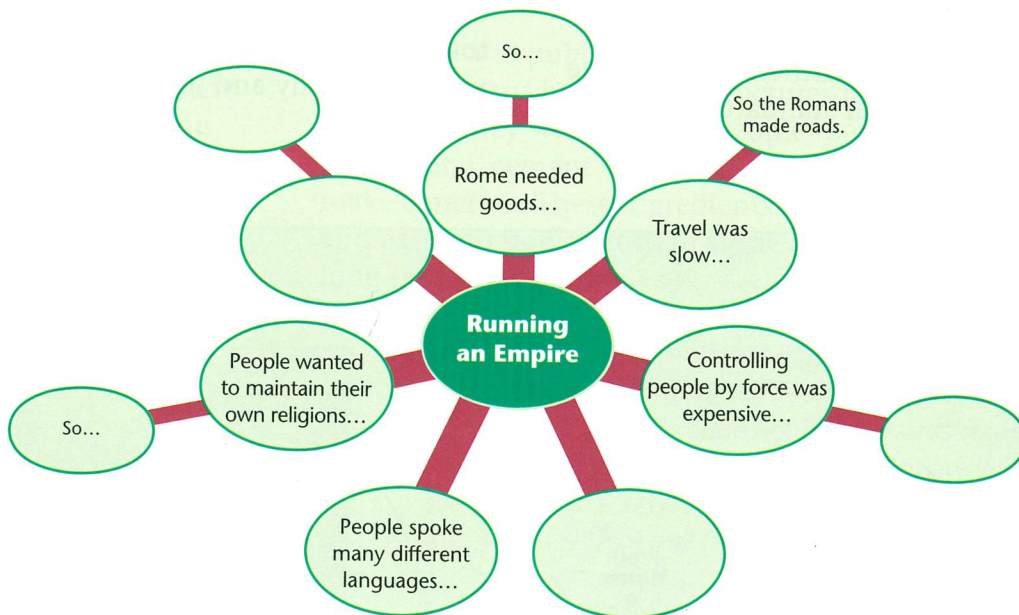 So…
So the Romans
made roads.
Rome needed
goods…
Travel was
slow…
Running
an Empire
People wanted
to maintain their
own religions…
Controlling
people by force was
expensive…
So…
People spoke
many different
languages…